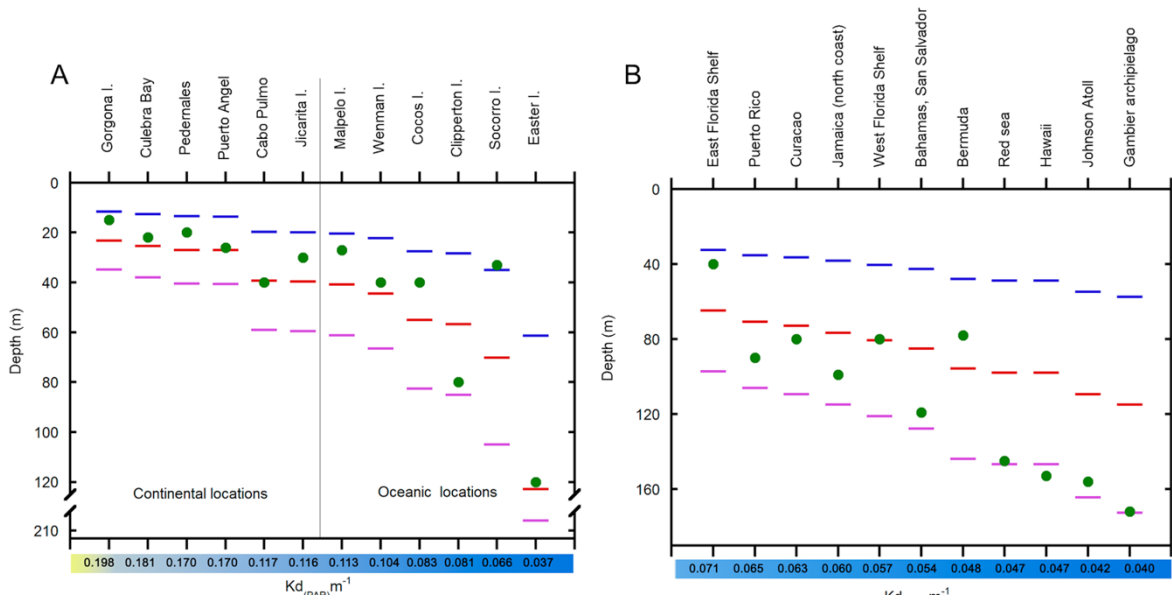 A
Gorgona I.
Culebra Bay
Pedernales
Puerto Angel
Cabo Pulmo
Jicarita I.
Malpelo I.
Wenman I.
Cocos I.
Clipperton I.
Socorro I.
Easter I.
0
20
40
60
80
100
120
210
Depth (m)
Continental locations
Oceanic locations
0.198 0.181 0.170 0.170 0.117 0.116 0.113 0.104 0.083 0.081 0.066 0.037
Kd(PAR)m-1
B
East Florida Shelf
Puerto Rico
Curacao
Jamaica (north coast)
West Florida Shelf
Bahamas, San Salvador
Bermuda
Red sea
Hawaii
Johnson Atoll
Gambier archipielago
0
40
80
120
160
Depth (m)
0.071 0.065 0.063 0.060 0.057 0.054 0.048 0.047 0.047 0.042 0.040
Kd m-1